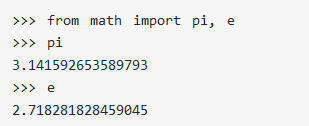 >>> from math import pi, e
>>> pi
3.141592653589793
>>> e
2.718281828459045